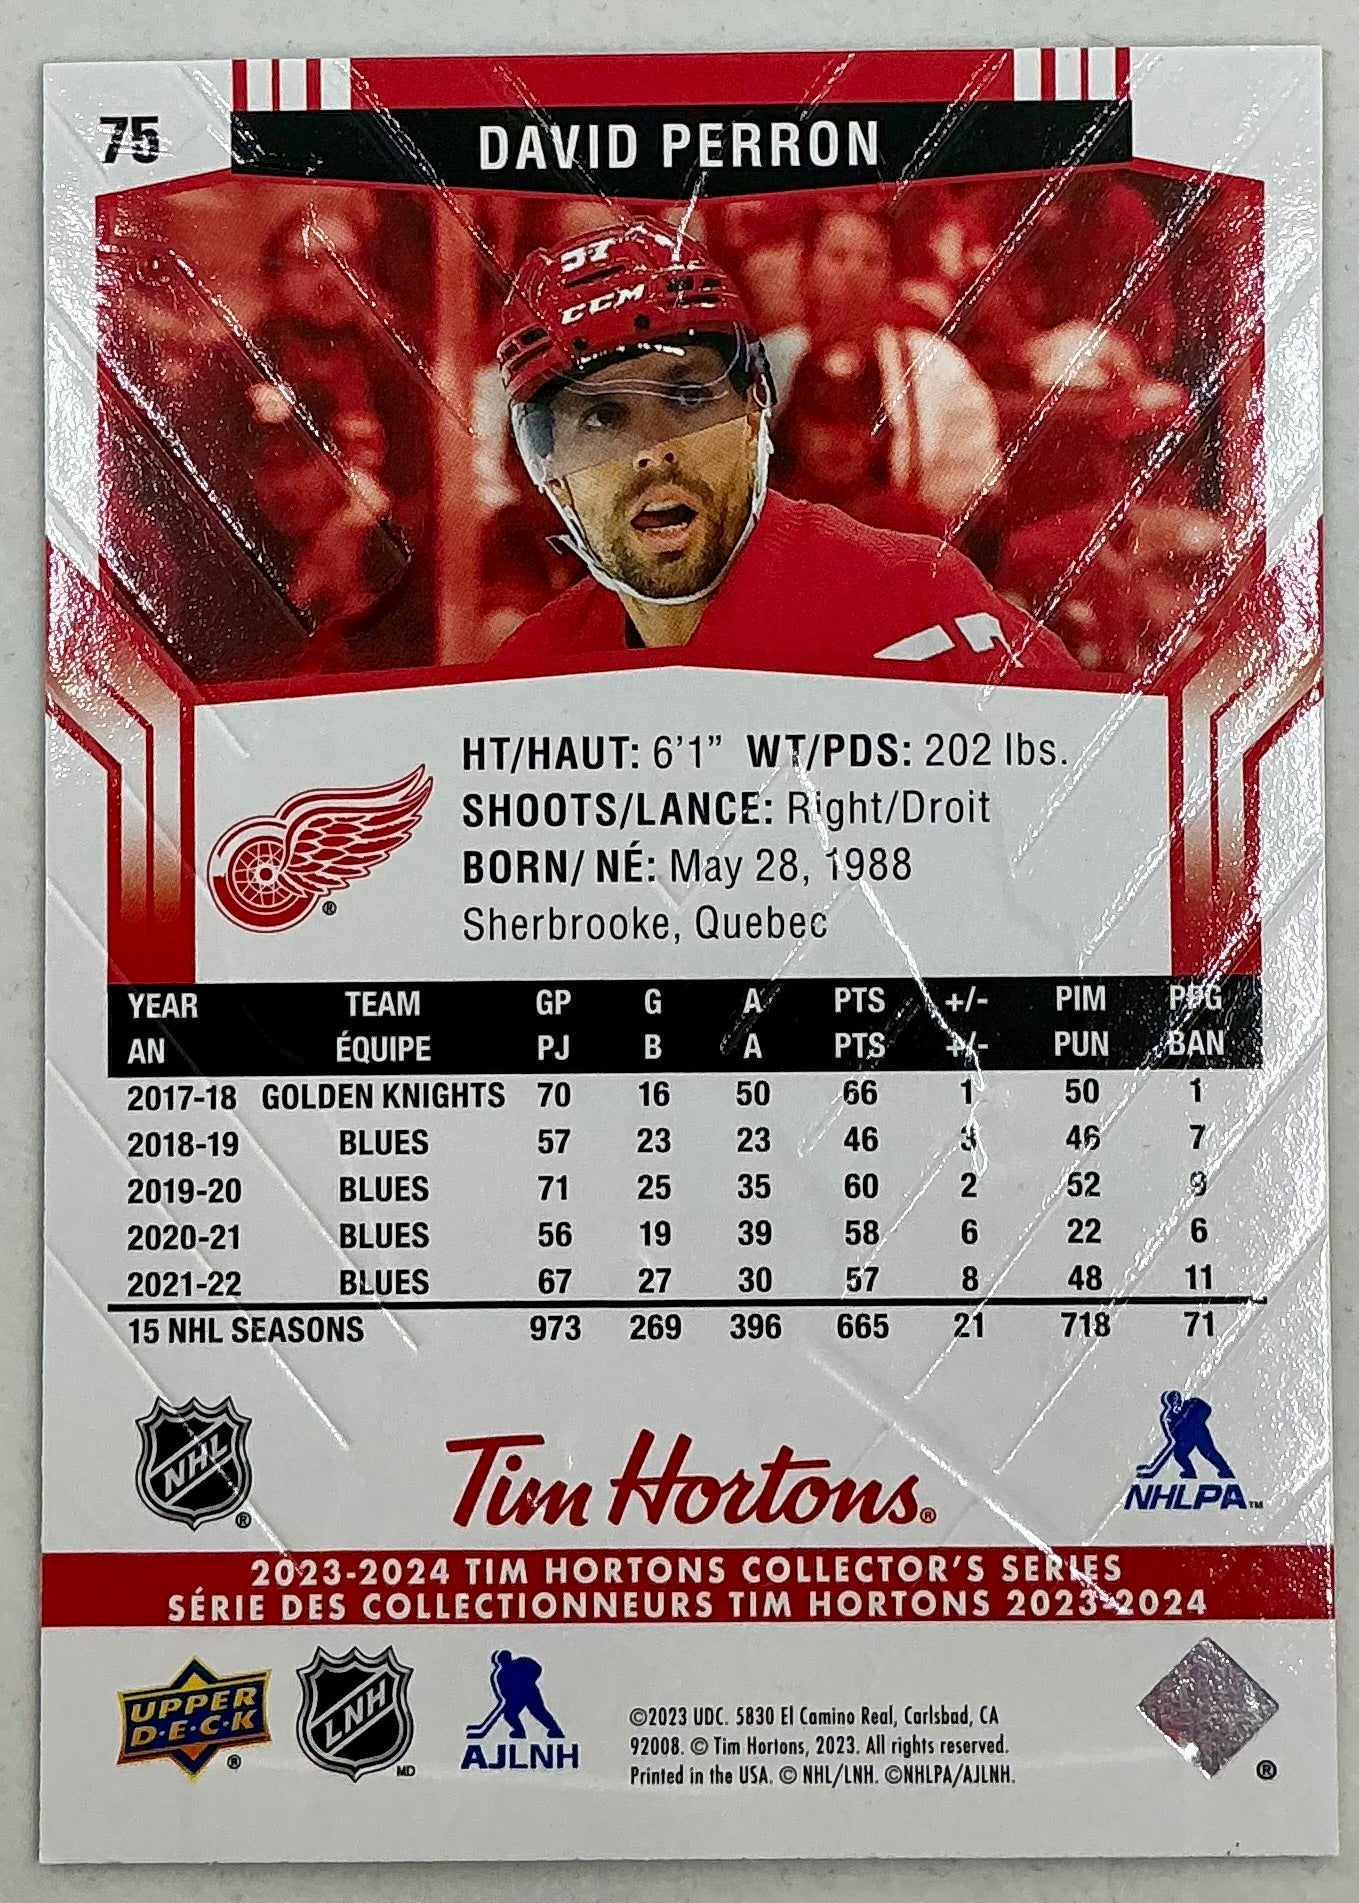 75
DAVID PERRON
57
CCM
HT/HAUT: 6'1" WT/PDS: 202 lbs.
SHOOTS/LANCE: Right/Droit
BORN/ NÉ: May 28, 1988
Sherbrooke, Quebec
®
YEAR TEAM GP G A PTS +/- PIM PPG
AN ÉQUIPE PJ B A PTS +/- PUN BAN
2017-18 GOLDEN KNIGHTS 70 16 50 66 1 50 1
2018-19 BLUES 57 23 23 46 3 46 7
2019-20 BLUES 71 25 35 60 2 52 9
2020-21 BLUES 56 19 39 58 6 22 6
2021-22 BLUES 67 27 30 57 8 48 11
15 NHL SEASONS 973 269 396 665 21 718 71
NHL ®
Tim Hortons®
NHLPA™
2023-2024 TIM HORTONS COLLECTOR'S SERIES
SÉRIE DES COLLECTIONNEURS TIM HORTONS 2023-2024
UPPER
D·E·C·K ®
LNH MD
AJLNH
©2023 UDC. 5830 El Camino Real, Carlsbad, CA
92008. © Tim Hortons, 2023. All rights reserved.
Printed in the USA. © NHL/LNH. ©NHLPA/AJLNH.
®